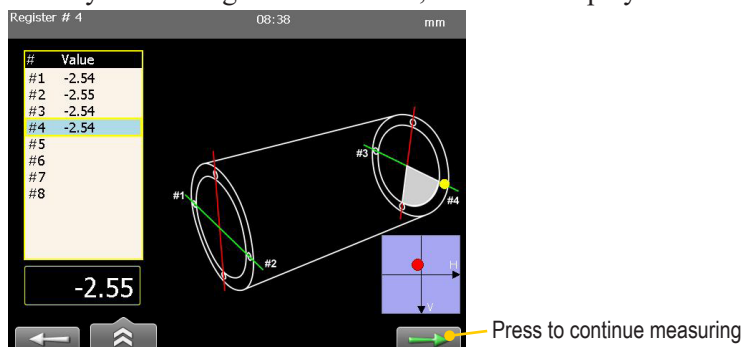 Register # 4 08:38 mm
# Value
#1 -2.54
#2 -2.55
#3 -2.54
#4 -2.54
#5
#6
#7
#8
#3
#1
#4
#2
H
V
-2.55
Press to continue measuring